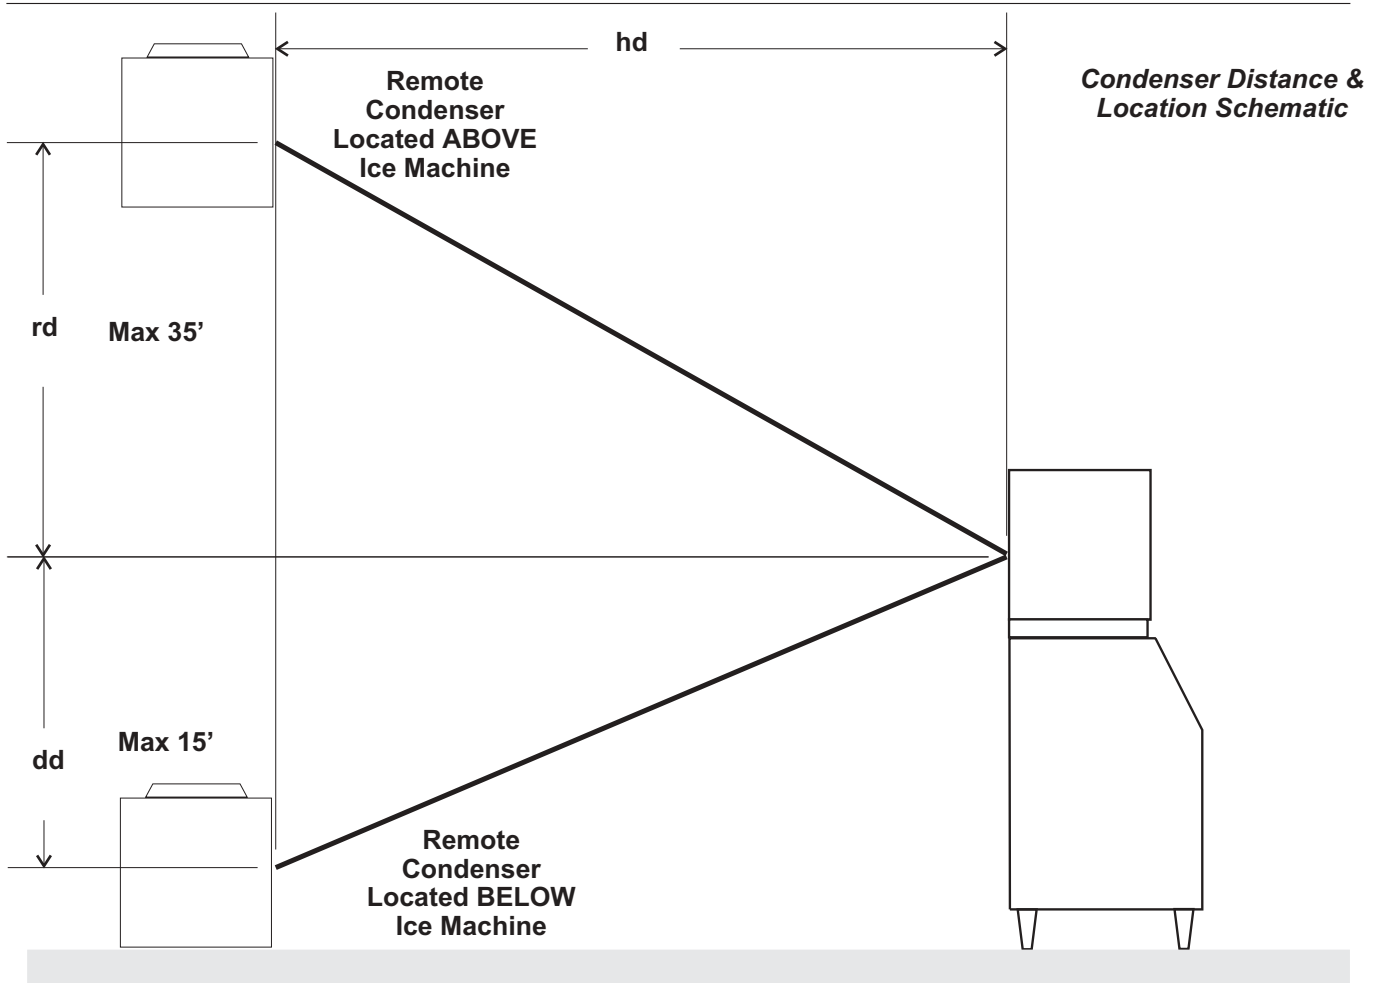 hd
Remote
Condenser
Located ABOVE
Ice Machine
Condenser Distance &
Location Schematic
rd
Max 35’
Max 15’
dd
Remote
Condenser
Located BELOW
Ice Machine